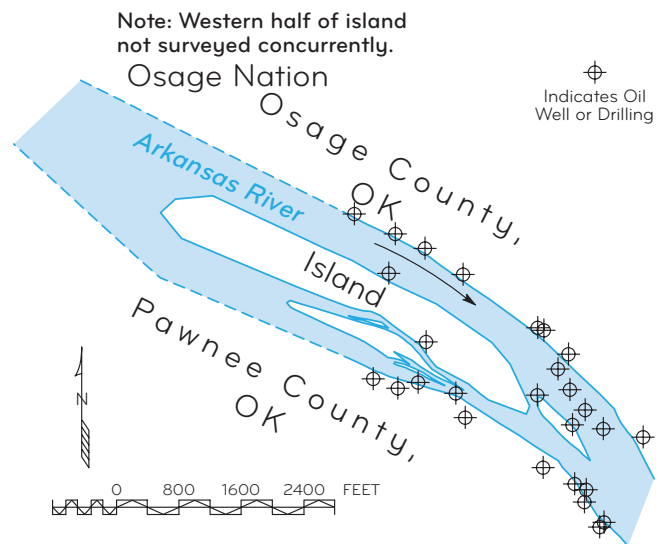 Note: Western half of island
not surveyed concurrently.
Osage Nation
Osage County,
OK
Indicates Oil
Well or Drilling
Arkansas River
Island
Pawnee County,
OK
N
0 800 1600 2400 FEET